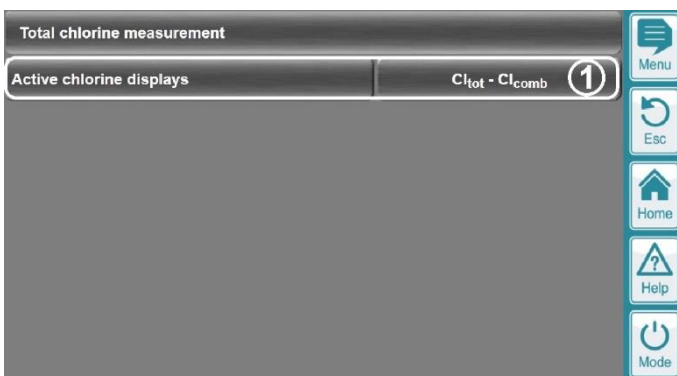 Total chlorine measurement
Active chlorine displays Cltot - Clcomb ①
Menu
Esc
Home
Help
Mode